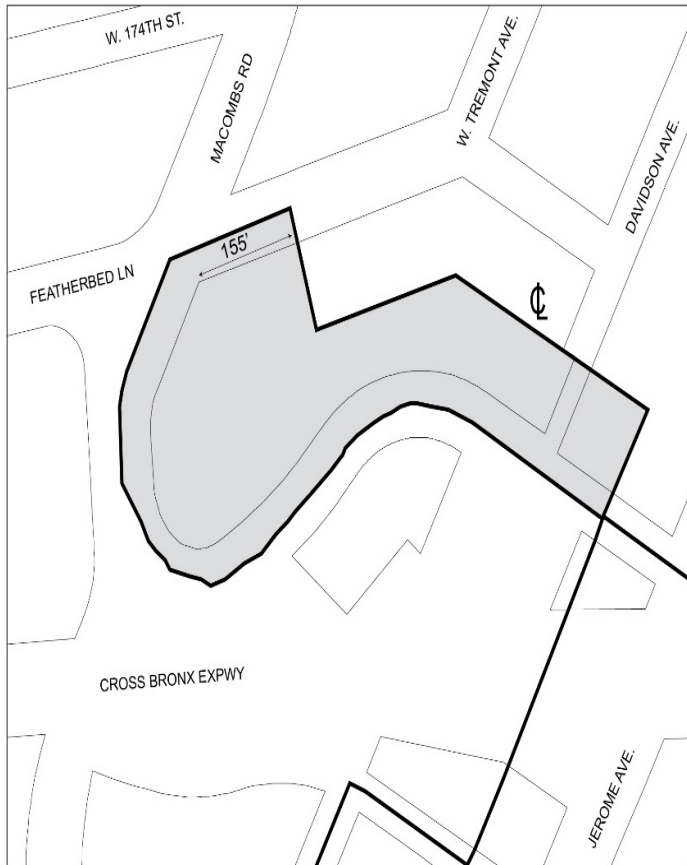 W. 174TH ST.
MACOMBS RD
W. TREMONT AVE.
DAVIDSON AVE.
155'
FEATHERBED LN
℄
CROSS BRONX EXPWY
JEROME AVE.